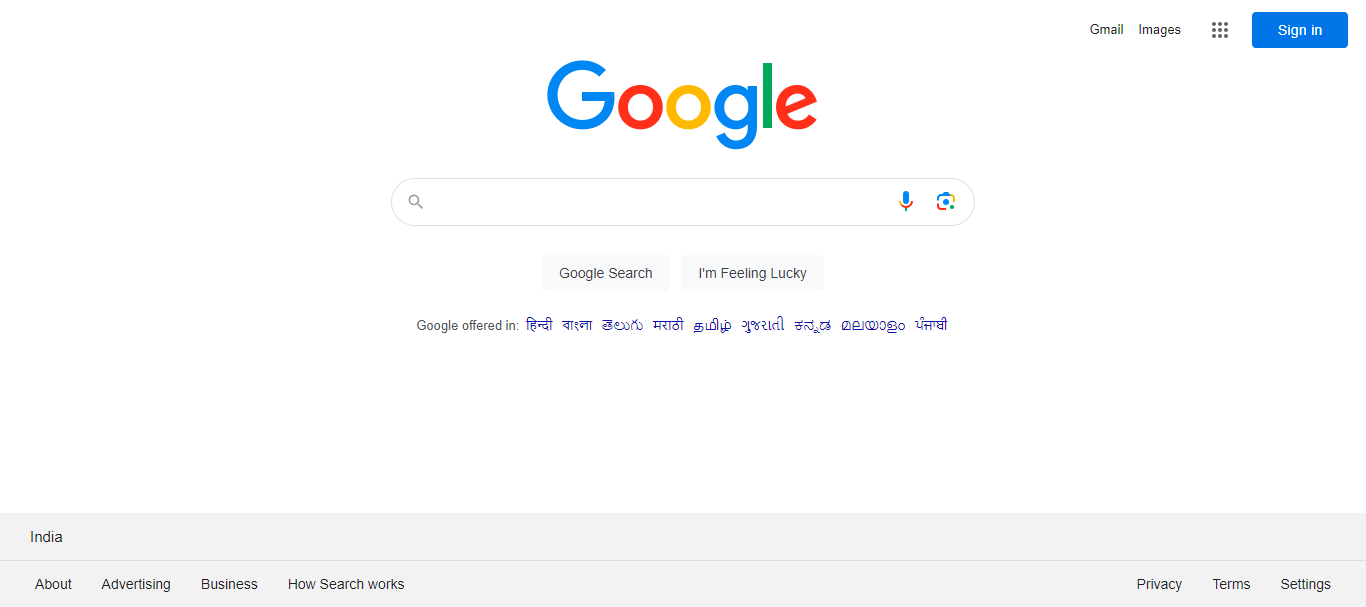 Gmail Images Sign in
Google
Google Search I'm Feeling Lucky
Google offered in: हिन्दी বাংলা తెలుగు मराठी தமிழ் ગુજરાતી ಕನ್ನಡ മലയാളം ਪੰਜਾਬੀ
India
About Advertising Business How Search works Privacy Terms Settings